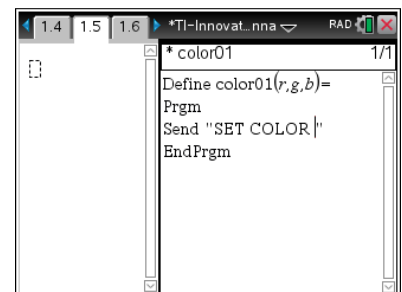 1.4 1.5 1.6 *TI-Innovat…nna RAD
* color01 1/1
Define color01(r,g,b)=
Prgm
Send "SET COLOR "
EndPrgm